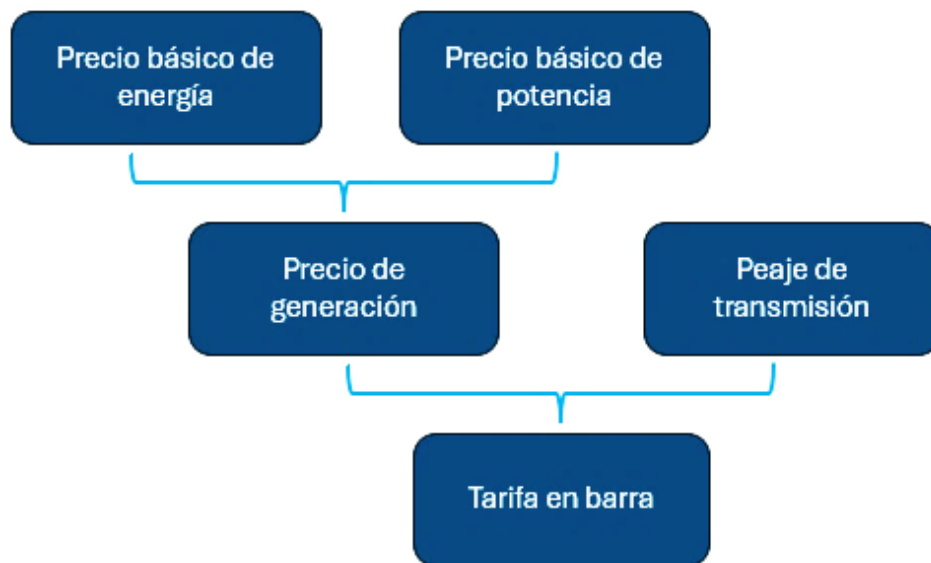 Precio básico de
energía
Precio básico de
potencia
Precio de
generación
Peaje de
transmisión
Tarifa en barra